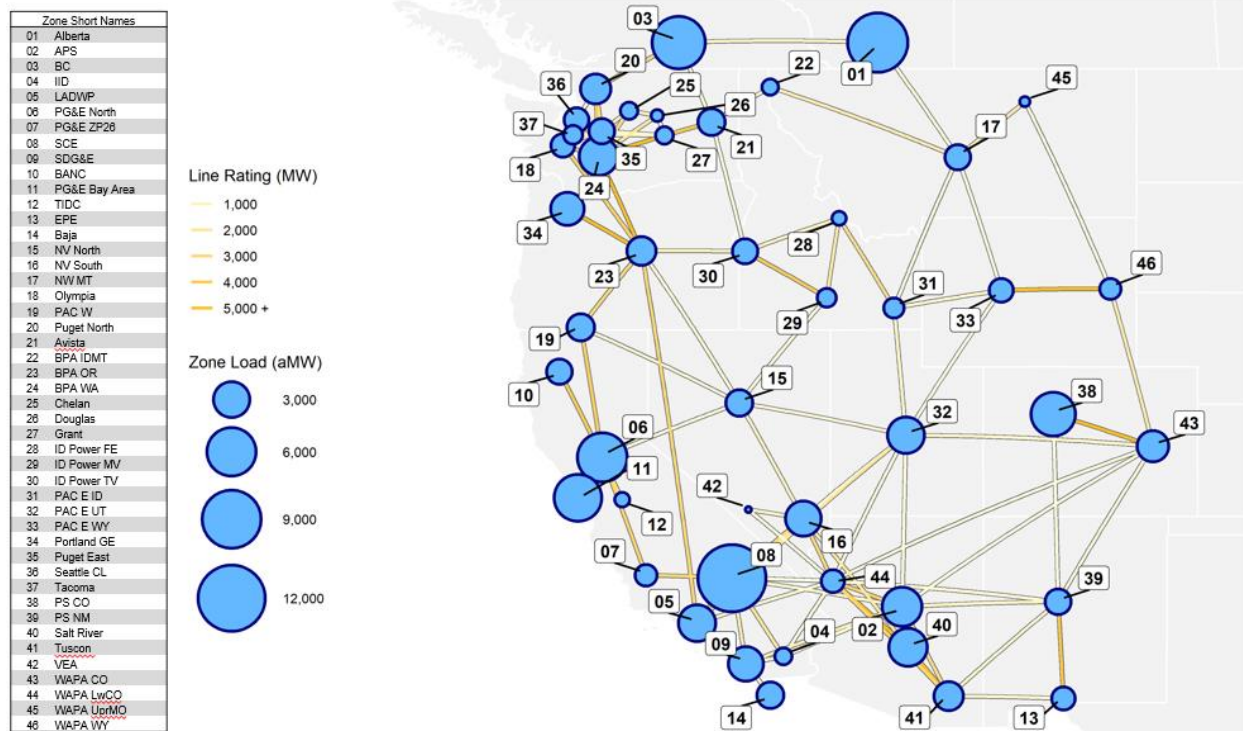 Zone Short Names
01 Alberta
02 APS
03 BC
04 IID
05 LADWP
06 PG&E North
07 PG&E ZP26
08 SCE
09 SDG&E
10 BANC
11 PG&E Bay Area
12 TIDC
13 EPE
14 Baja
15 NV North
16 NV South
17 NW MT
18 Olympia
19 PAC W
20 Puget North
21 Avista
22 BPA IDMT
23 BPA OR
24 BPA WA
25 Chelan
26 Douglas
27 Grant
28 ID Power FE
29 ID Power MV
30 ID Power TV
31 PAC E ID
32 PAC E UT
33 PAC E WY
34 Portland GE
35 Puget East
36 Seattle CL
37 Tacoma
38 PS CO
39 PS NM
40 Salt River
41 Tuscon
42 VEA
43 WAPA CO
44 WAPA LwCO
45 WAPA UprMO
46 WAPA WY
Line Rating (MW)
1,000
2,000
3,000
4,000
5,000 +
Zone Load (aMW)
3,000
6,000
9,000
12,000
03
01
20
25
22
45
36
26
37
17
18
35
27
21
24
34
28
23
30
31
46
33
29
19
15
10
38
32
43
06
11
42
12
16
08
07
44
39
05
02
40
04
09
14
41
13